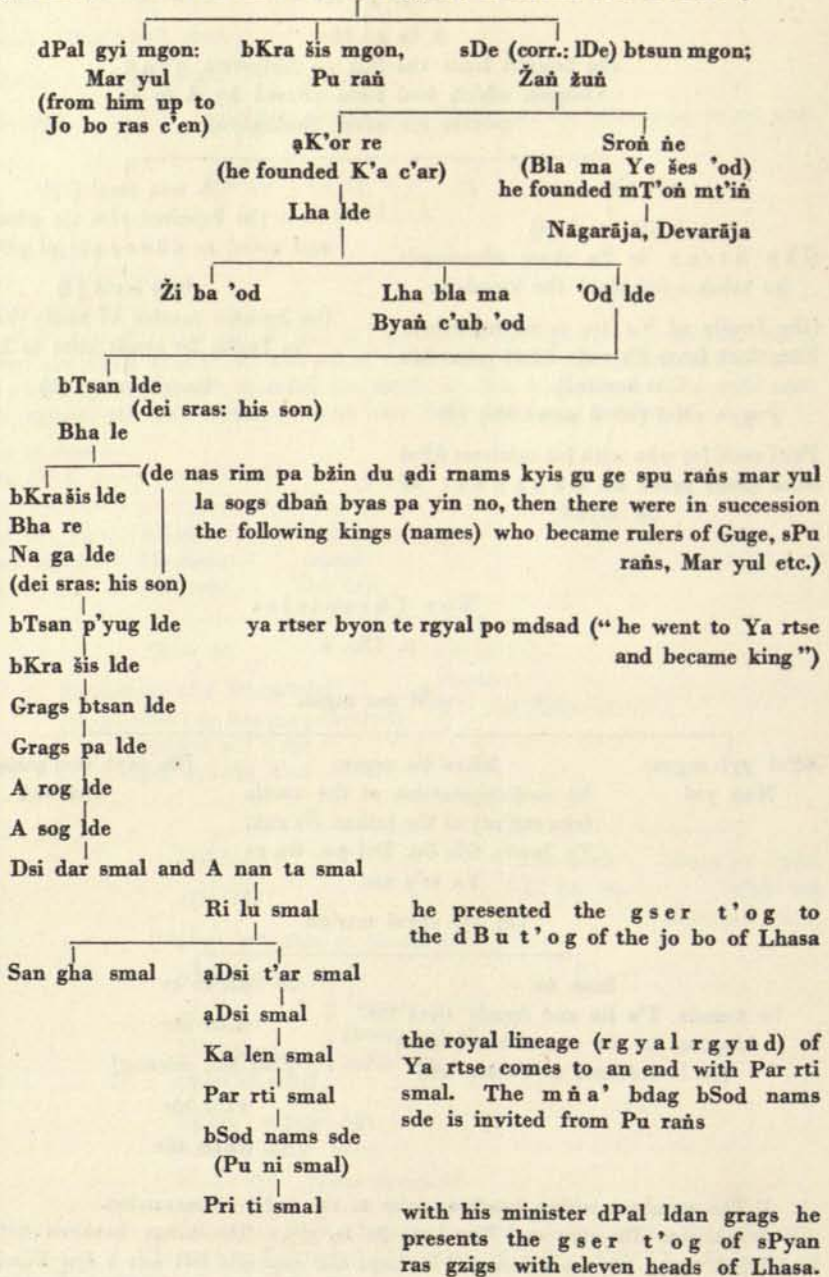 dPal gyi mgon: bKra šis mgon, sDe (corr.: lDe) btsun mgon;
Mar yul Pu raṅ Žaṅ žuṅ
(from him up to
Jo bo ras c'en)
ạK'or re Sroṅ ṅe
(he founded K'a c'ar) (Bla ma Ye šes 'od)
he founded mT'oṅ mt'iṅ
Lha lde
Nāgarāja, Devarāja
Ži ba 'od Lha bla ma 'Od lde
Byaṅ c'ub 'od
bTsan lde
(dei sras: his son)
Bha le
(de nas rim pa bžin du ạdi rnams kyis gu ge spu raṅs mar yul
bKra šis lde la sogs dbaṅ byas pa yin no, then there were in succession
Bha re the following kings (names) who became rulers of Guge, sPu
Na ga lde raṅs, Mar yul etc.)
(dei sras: his son)
bTsan p'yug lde ya rtser byon te rgyal po mdsad (“ he went to Ya rtse
and became king ”)
bKra šis lde
Grags btsan lde
Grags pa lde
A rog lde
A sog lde
Dsi dar smal and A nan ta smal
Ri lu smal he presented the gser t'og to
the dBu t'og of the jo bo of Lhasa
San gha smal ạDsi t'ar smal
ạDsi smal
Ka len smal the royal lineage (rgyal rgyud) of
Ya rtse comes to an end with Par rti
Par rti smal smal. The mṅa' bdag bSod nams
sde is invited from Pu raṅs
bSod nams sde
(Pu ni smal)
Pri ti smal with his minister dPal ldan grags he
presents the gser t'og of sPyan
ras gzigs with eleven heads of Lhasa.